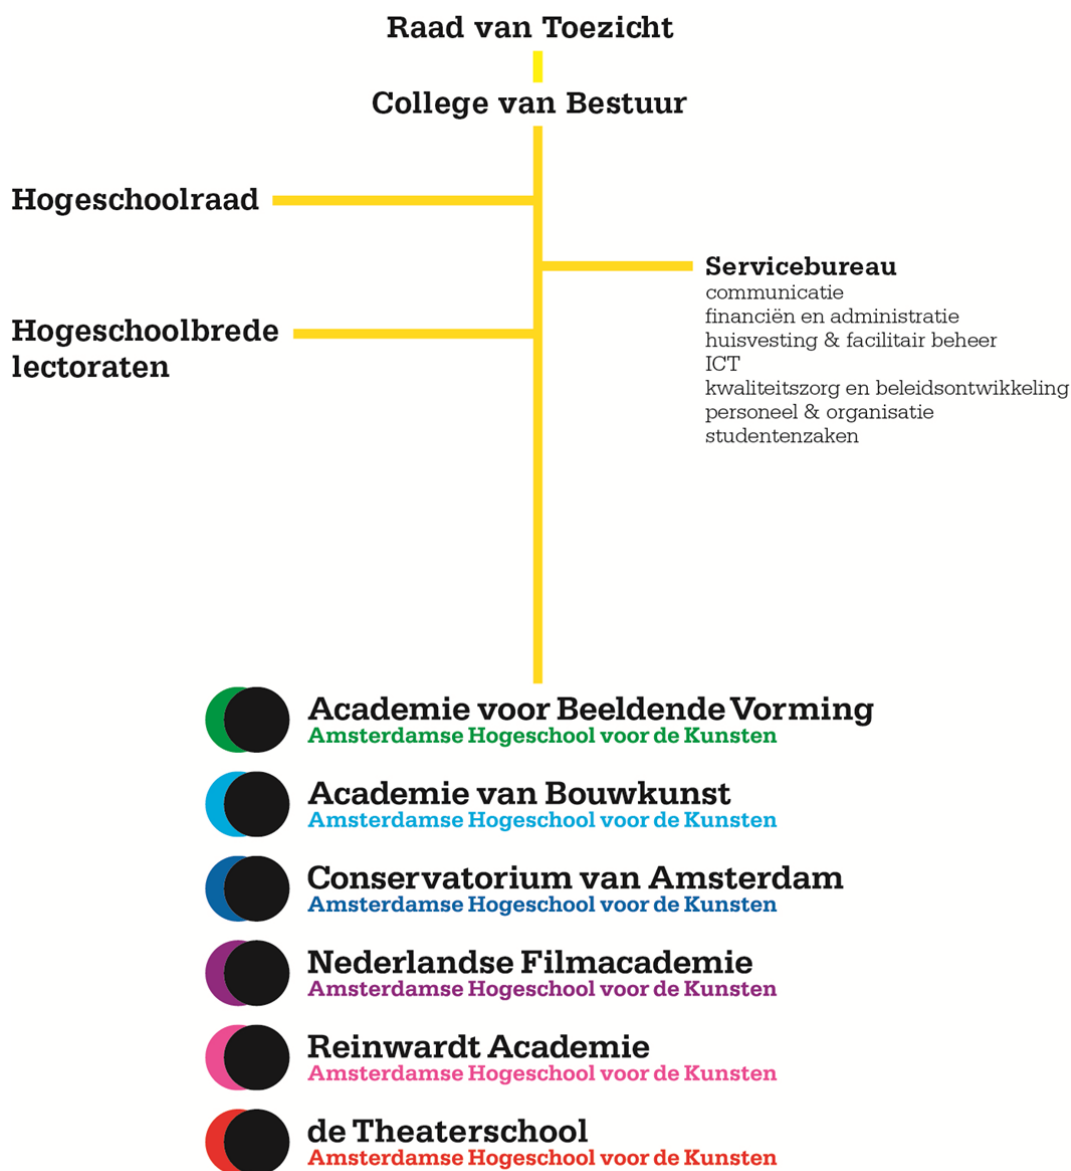 Raad van Toezicht
College van Bestuur
Hogeschoolraad
Servicebureau
communicatie
financiën en administratie
huisvesting & facilitair beheer
ICT
kwaliteitszorg en beleidsontwikkeling
personeel & organisatie
studentenzaken
Hogeschoolbrede
lectoraten
Academie voor Beeldende Vorming
Amsterdamse Hogeschool voor de Kunsten
Academie van Bouwkunst
Amsterdamse Hogeschool voor de Kunsten
Conservatorium van Amsterdam
Amsterdamse Hogeschool voor de Kunsten
Nederlandse Filmacademie
Amsterdamse Hogeschool voor de Kunsten
Reinwardt Academie
Amsterdamse Hogeschool voor de Kunsten
de Theaterschool
Amsterdamse Hogeschool voor de Kunsten